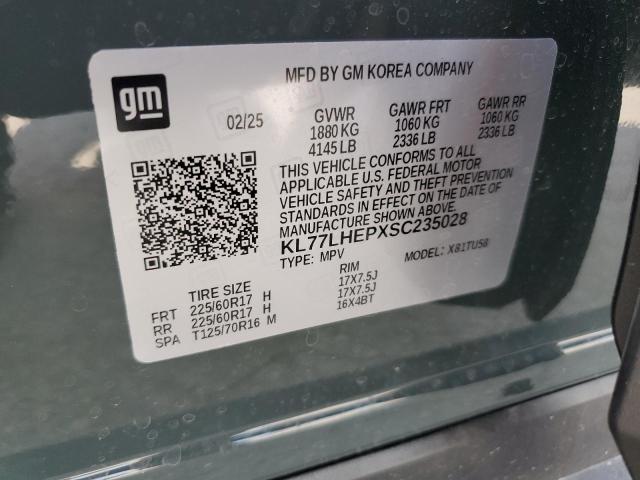 MFD BY GM KOREA COMPANY
gm
02/25
GVWR GAWR FRT GAWR RR
1880 KG 1060 KG 1060 KG
4145 LB 2336 LB 2336 LB
THIS VEHICLE CONFORMS TO ALL
APPLICABLE U.S. FEDERAL MOTOR
VEHICLE SAFETY AND THEFT PREVENTION
STANDARDS IN EFFECT ON THE DATE OF
MANUFACTURE SHOWN ABOVE.
KL77LHEPXSC235028
TYPE: MPV MODEL: X81TU58
TIRE SIZE RIM
FRT 225/60R17 H 17X7.5J
RR 225/60R17 H 17X7.5J
SPA T125/70R16 M 16X4BT